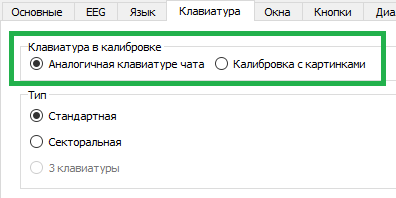 Основные EEG Язык Клавиатура Окна Кнопки
Клавиатура в калибровке
Аналогичная клавиатуре чата Калибровка с картинками
Тип
Стандартная
Секторальная
3 клавиатуры